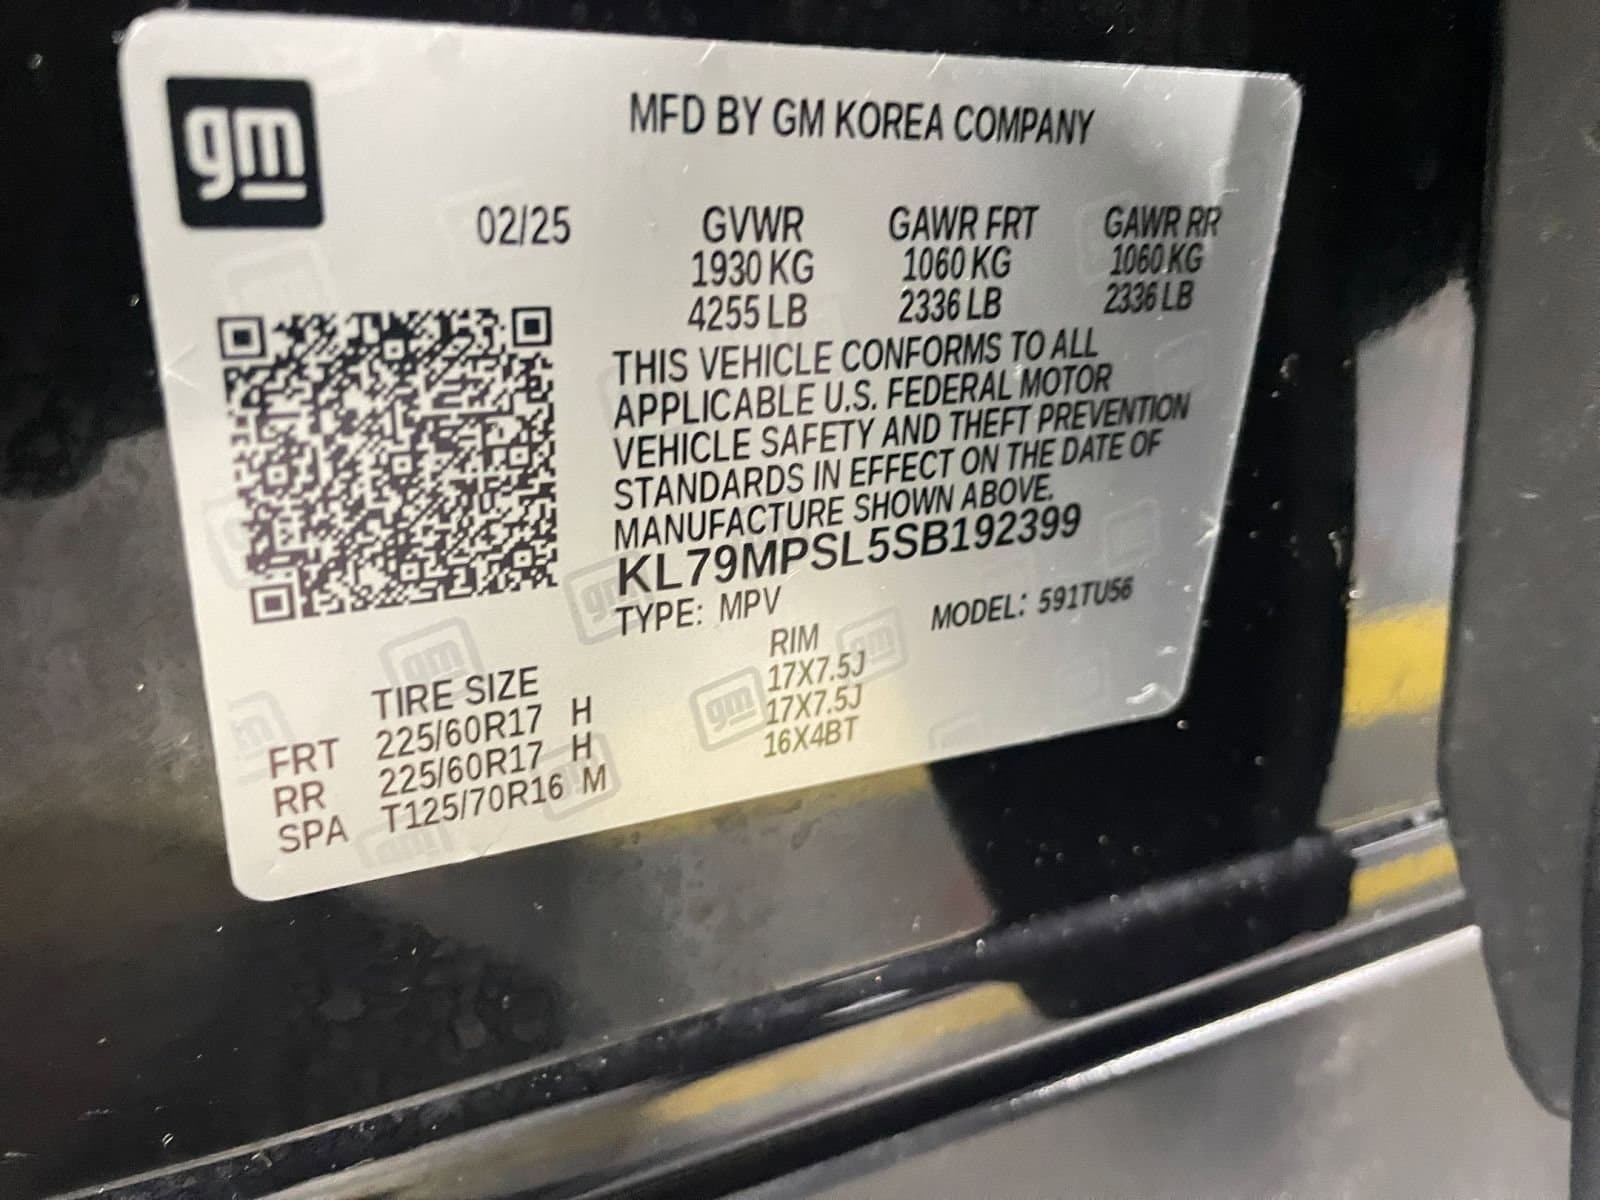 gm
MFD BY GM KOREA COMPANY
02/25 GVWR GAWR FRT GAWR RR
1930 KG 1060 KG 1060 KG
4255 LB 2336 LB 2336 LB
THIS VEHICLE CONFORMS TO ALL
APPLICABLE U.S. FEDERAL MOTOR
VEHICLE SAFETY AND THEFT PREVENTION
STANDARDS IN EFFECT ON THE DATE OF
MANUFACTURE SHOWN ABOVE.
KL79MPSL5SB192399
TYPE: MPV MODEL: 591TU56
TIRE SIZE RIM
FRT 225/60R17 H 17X7.5J
RR 225/60R17 H 17X7.5J
SPA T125/70R16 M 16X4BT